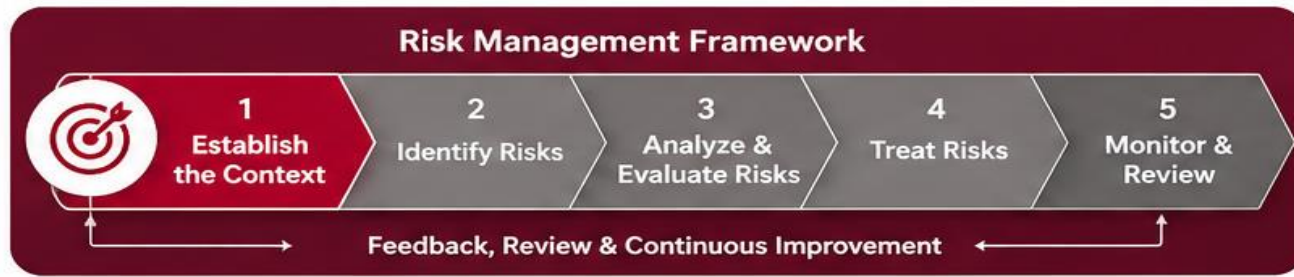 Risk Management Framework
1
Establish
the Context
2
Identify Risks
3
Analyze &
Evaluate Risks
4
Treat Risks
5
Monitor &
Review
Feedback, Review & Continuous Improvement